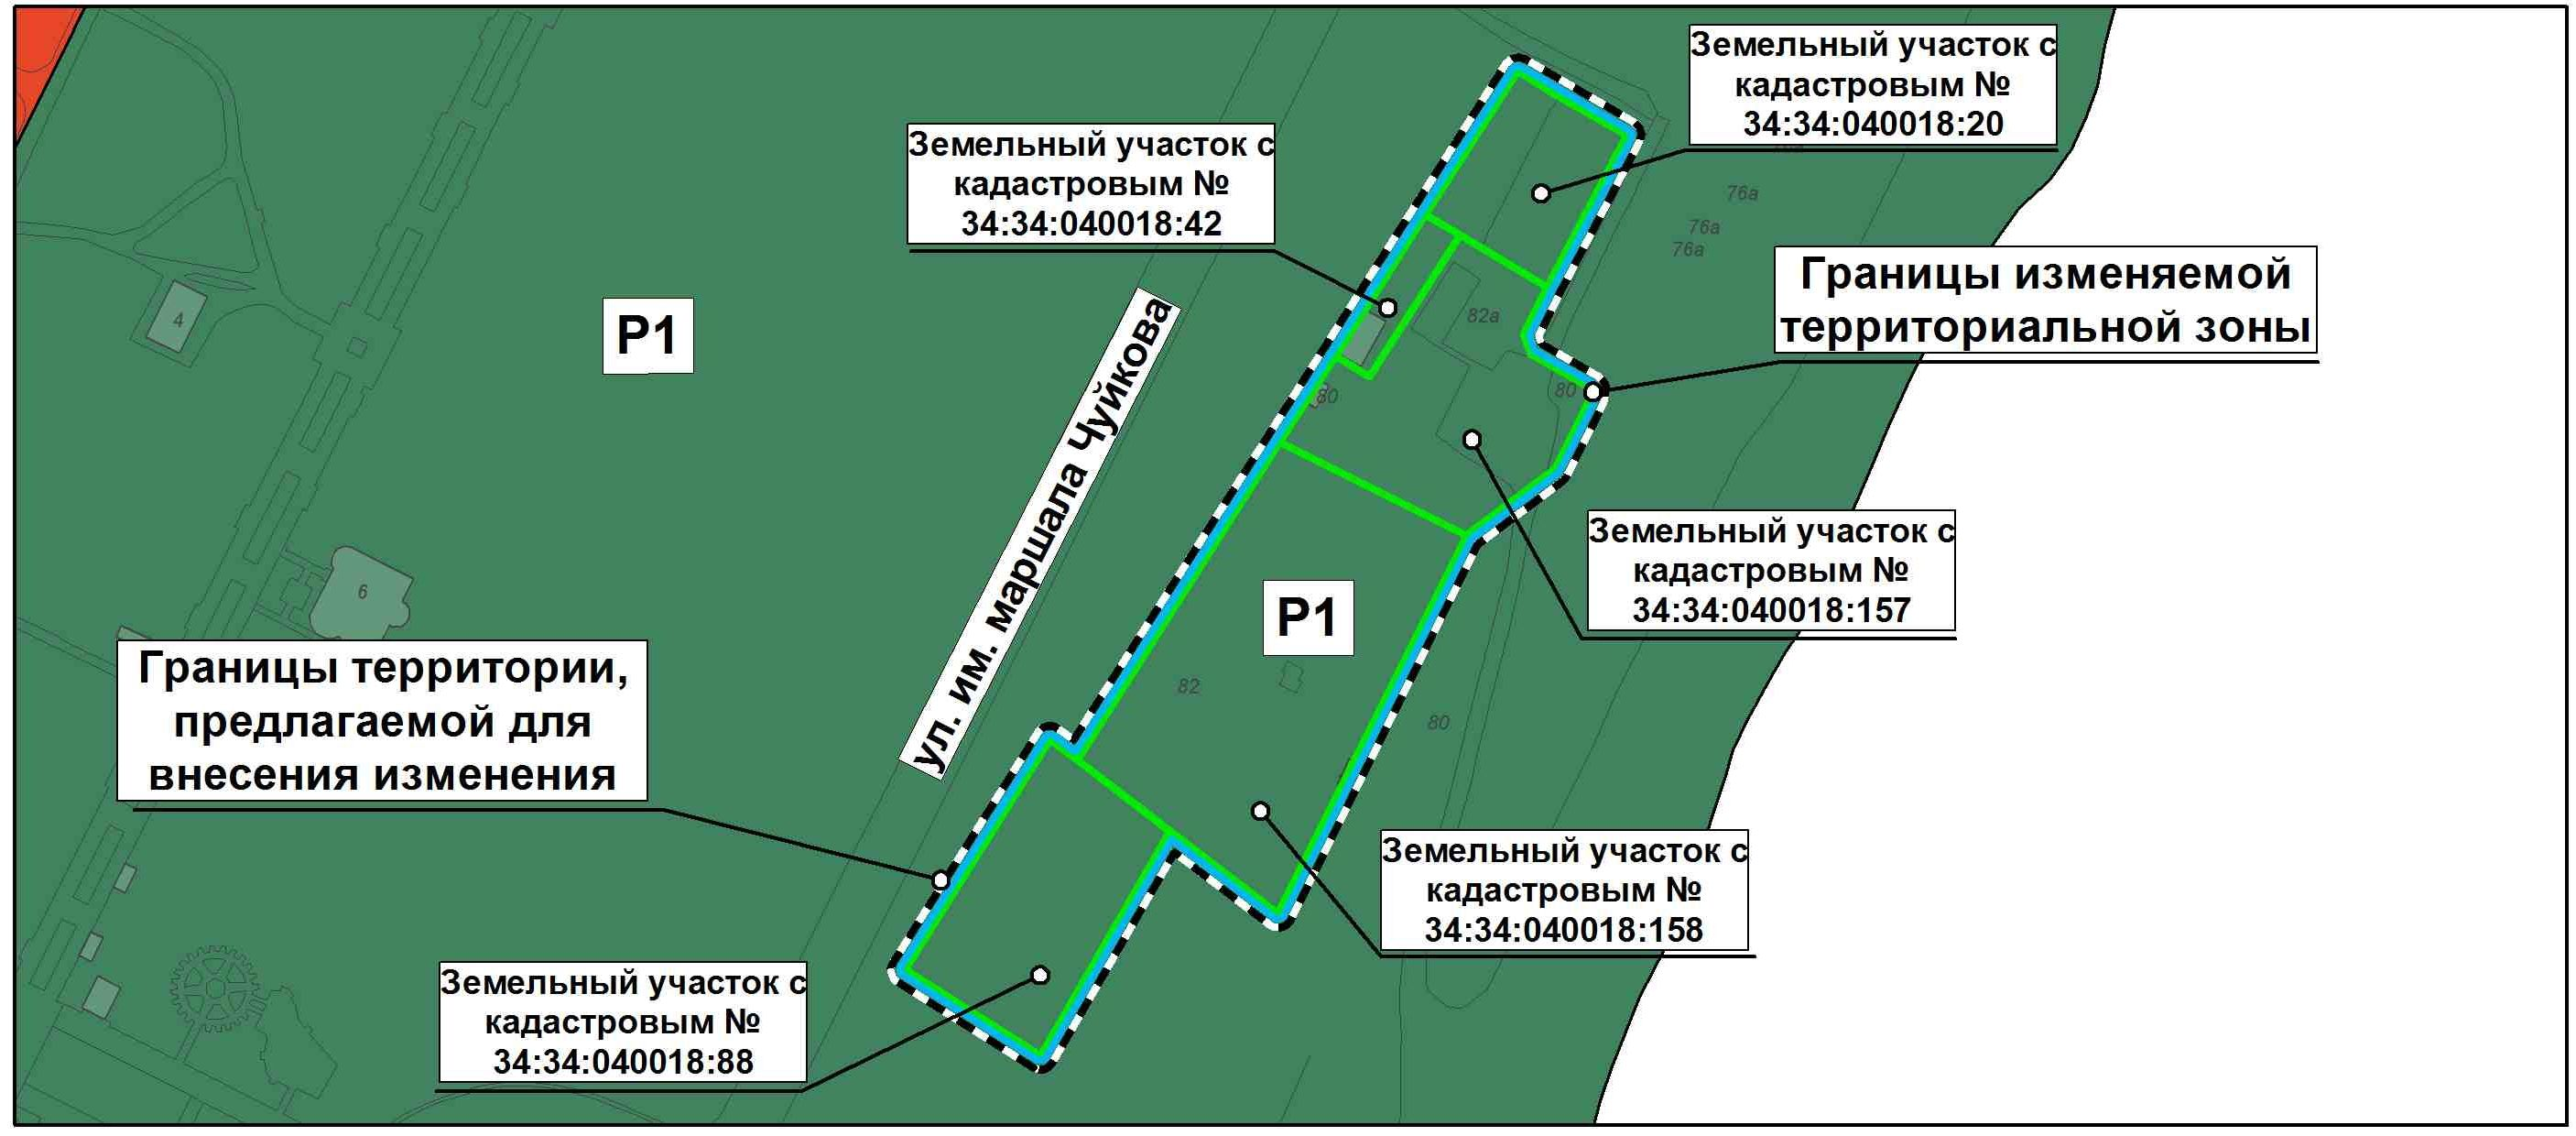 Земельный участок с
кадастровым №
34:34:040018:20
Земельный участок с
кадастровым №
34:34:040018:42
76а
76а
76а
Границы изменяемой
территориальной зоны
4
Р1
82а
80
80
ул. им. маршала Чуйкова
Земельный участок с
кадастровым №
34:34:040018:157
6
Р1
Границы территории,
предлагаемой для
внесения изменения
82
80
Земельный участок с
кадастровым №
34:34:040018:158
Земельный участок с
кадастровым №
34:34:040018:88